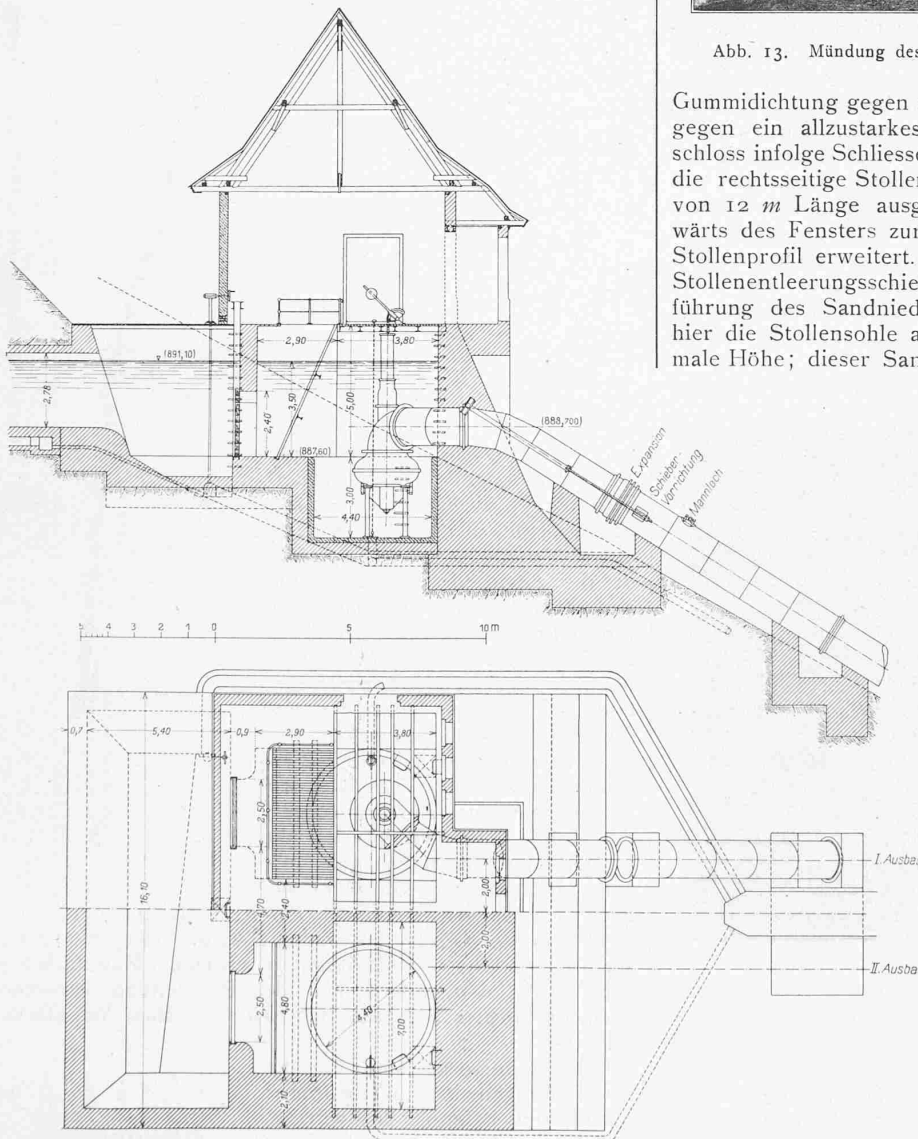 Abb. 13. Mündung des
Gummidichtung gegen
gegen ein allzustarkes
schloss infolge Schliess
die rechtsseitige Stolle
von 12 m Länge ausg
wärts des Fensters zur
Stollenprofil erweitert.
Stollenentleerungsschie
führung des Sandnied
hier die Stollensohle a
male Höhe; dieser San
2,90
3,80
(891,10)
2,78
2,40
3,50
5,00
(887,60)
(888,700)
3,00
4,40
Expansion
Schieber-
Vorrichtung
Mannloch
5 4 3 2 1 0 5 10 m
0,7
5,40
0,9
2,90
3,80
2,50
16,10
4,70
2,40
2,00
2,00
I. Ausba
2,50
4,80
4,40
7,00
II. Ausba
2,10